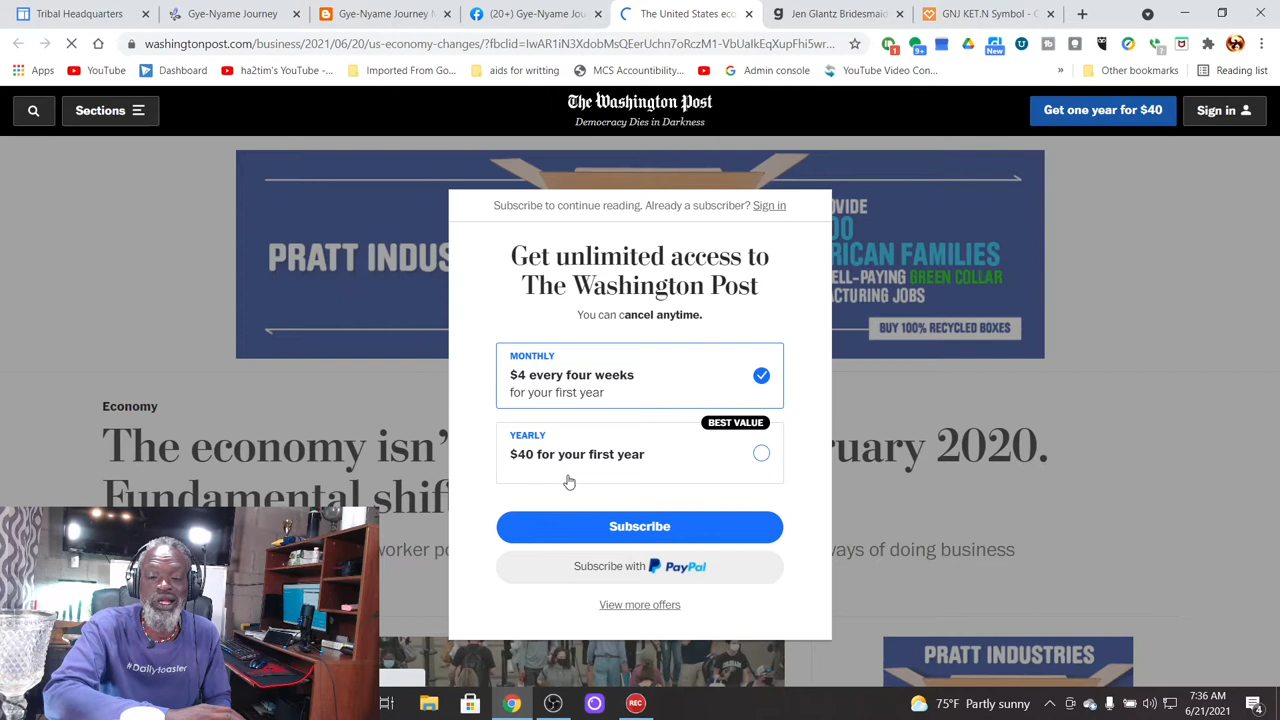 Tribal Headquarters
Gye-Nyame Journey
Gye-Nyame Journey M
(20+) Gye-Nyame Jou
The United States eco
Jen Glantz Bridesmaid
GNJ KET.N Symbol - C
washingtonpost.com/business/2021/06/20/us-economy-changes/?fbclid=
Apps
YouTube
Dashboard
ha2tim's YouTube -...
Imported From Go...
aids for writting
MCS Accountibility...
Admin console
YouTube Video Con...
»
Other bookmarks
Reading list
Sections
The Washington Post
Democracy Dies in Darkness
Get one year for $40
Sign in
PRATT INDUS
GREEN COLLAR
BUY 100% RECYCLED BOXES
Subscribe to continue reading. Already a subscriber? Sign in
Get unlimited access to
The Washington Post
You can cancel anytime.
MONTHLY
$4 every four weeks
for your first year
BEST VALUE
YEARLY
$40 for your first year
Subscribe
Subscribe with PayPal
View more offers
Economy
The economy isn'
ruary 2020.
Fundamental shif
worker po
ways of doing business
PRATT INDUSTRIES
#Dailytoaster
REC
75°F Partly sunny
7:36 AM
6/21/2021